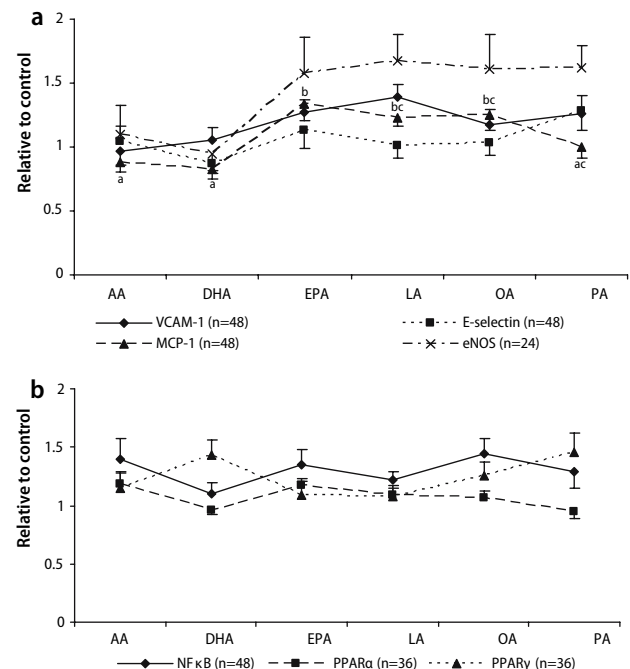 a
Relative to control
2
1.5
1
0.5
0
a
a
b
bc
bc
ac
AA DHA EPA LA OA PA
VCAM-1 (n=48) E-selectin (n=48)
MCP-1 (n=48) eNOS (n=24)
b
Relative to control
2
1.5
1
0.5
0
AA DHA EPA LA OA PA
NFκB (n=48) PPARα (n=36) PPARγ (n=36)